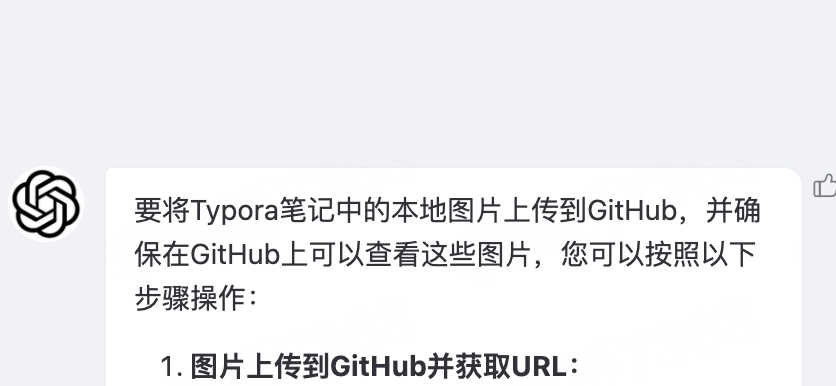 要将Typora笔记中的本地图片上传到GitHub，并确
保在GitHub上可以查看这些图片，您可以按照以下
步骤操作：
1. 图片上传到GitHub并获取URL：